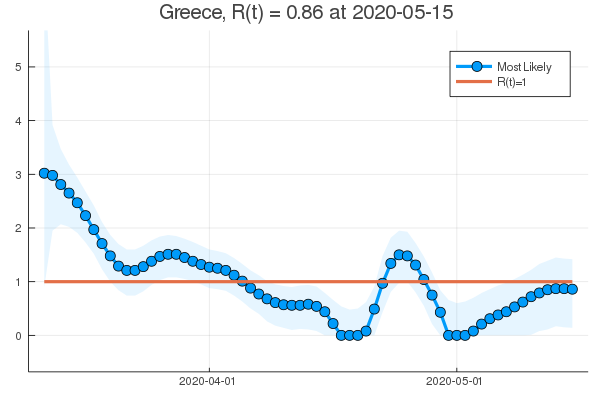 Greece, R(t) = 0.86 at 2020-05-15
Most Likely
R(t)=1
5
4
3
2
1
0
2020-04-01
2020-05-01